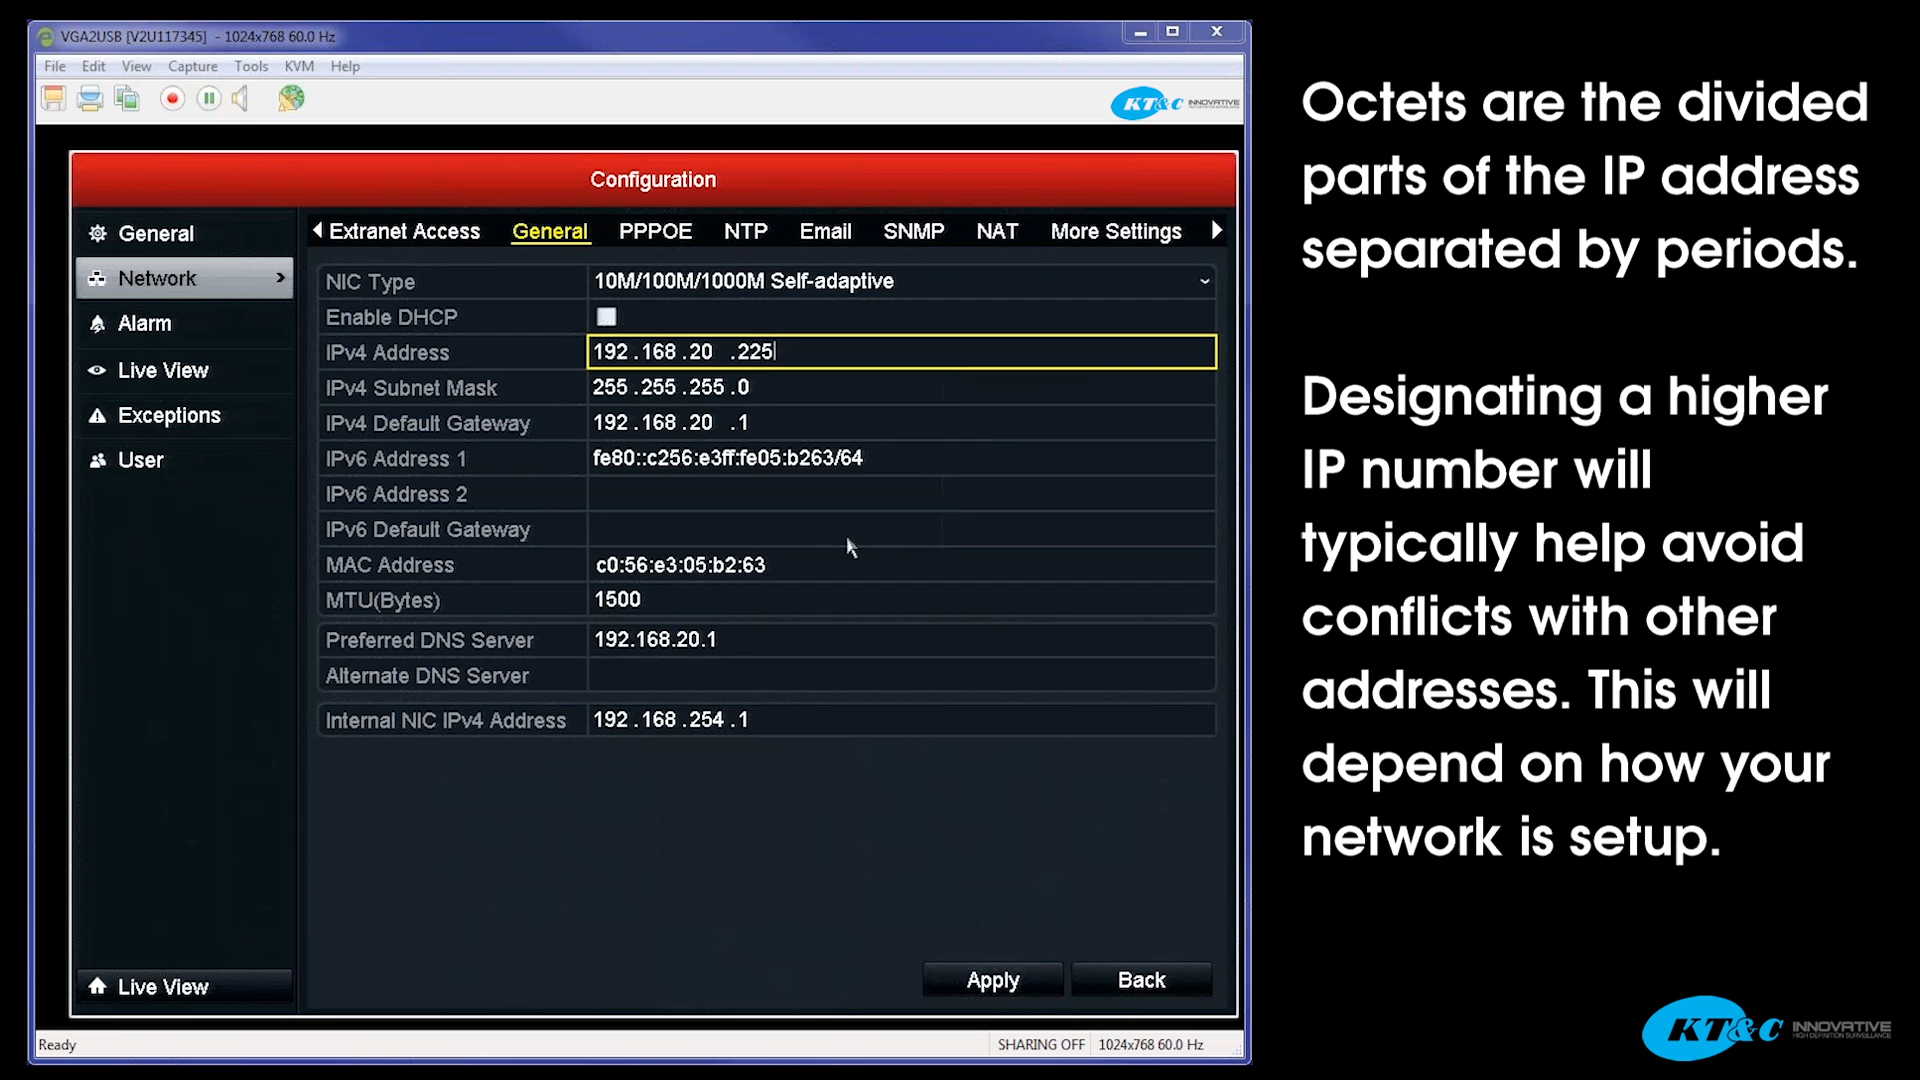 VGA2USB [V2U117345] - 1024x768 60.0 Hz
File Edit View Capture Tools KVM Help
KT&C INNOVATIVE
Configuration
General
Network
Alarm
Live View
Exceptions
User
Live View
Extranet Access General PPPOE NTP Email SNMP NAT More Settings
NIC Type 10M/100M/1000M Self-adaptive
Enable DHCP
IPv4 Address 192 .168 .20 .225
IPv4 Subnet Mask 255 .255 .255 .0
IPv4 Default Gateway 192 .168 .20 .1
IPv6 Address 1 fe80::c256:e3ff:fe05:b263/64
IPv6 Address 2
IPv6 Default Gateway
MAC Address c0:56:e3:05:b2:63
MTU(Bytes) 1500
Preferred DNS Server 192.168.20.1
Alternate DNS Server
Internal NIC IPv4 Address 192 .168 .254 .1
Apply Back
Ready SHARING OFF 1024x768 60.0 Hz
Octets are the divided
parts of the IP address
separated by periods.
Designating a higher
IP number will
typically help avoid
conflicts with other
addresses. This will
depend on how your
network is setup.
KT&C INNOVATIVE
HIGH DEFINITION SURVEILLANCE